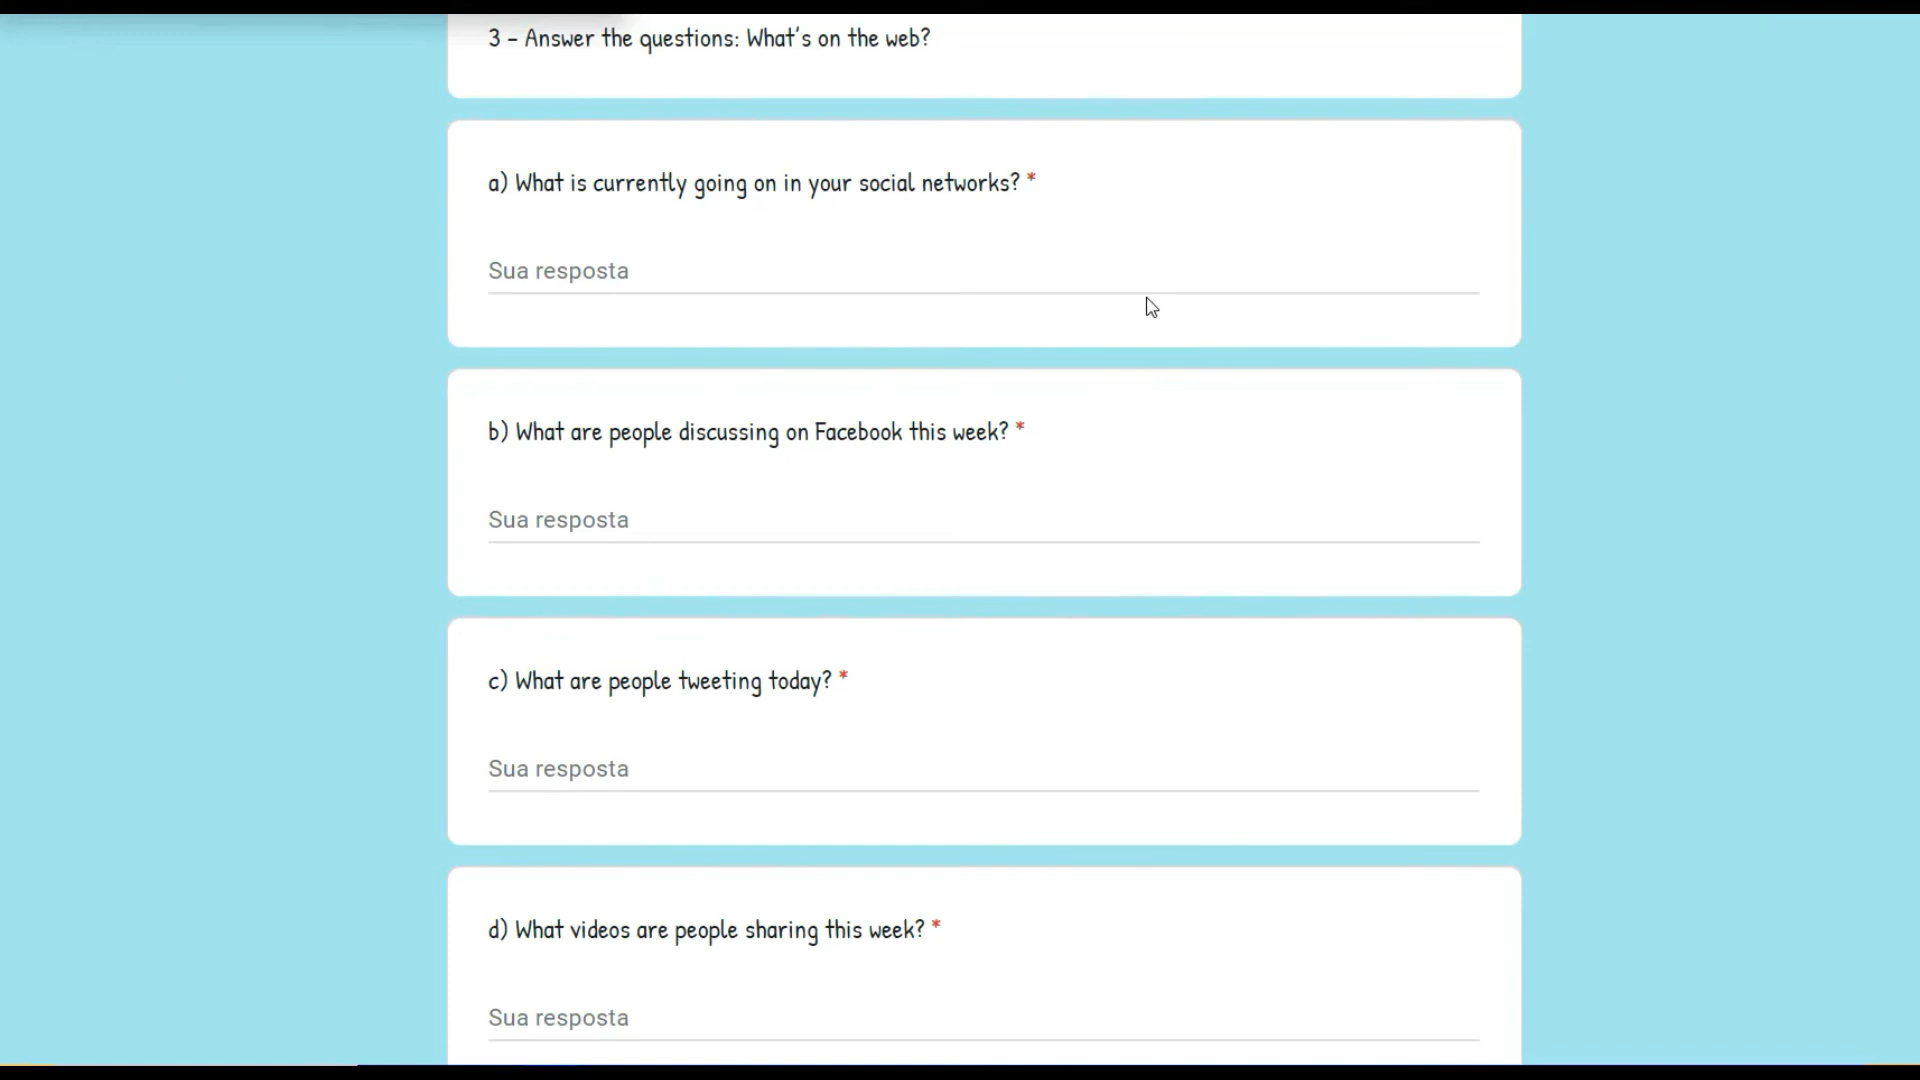 3 – Answer the questions: What's on the web?
a) What is currently going on in your social networks? *
Sua resposta
b) What are people discussing on Facebook this week? *
Sua resposta
c) What are people tweeting today? *
Sua resposta
d) What videos are people sharing this week? *
Sua resposta